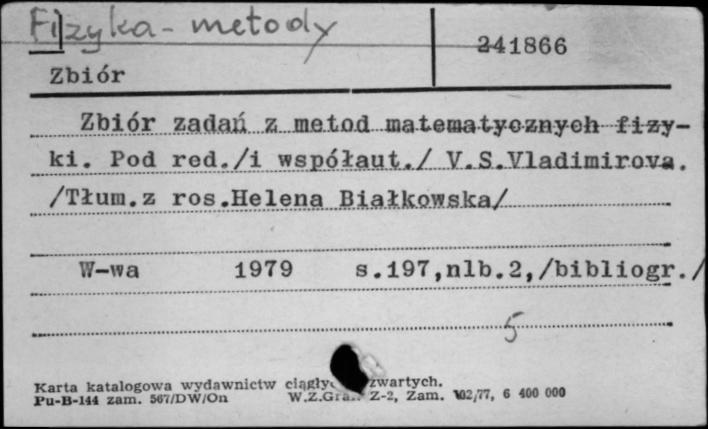 Fizyka - metody
241866
Zbiór
Zbiór zadań z metod matematycznych fizy-
ki. Pod red./i współaut./ V.S.Vladimirova.
/Tłum.z ros.Helena Białkowska/
W-wa 1979 s.197,nlb.2,/bibliogr./
5
Karta katalogowa wydawnictw zwartych.
Pu-B-144 zam. 567/DW/On W.Z.Graf. Z-2, Zam. 102/77, 6 400 000